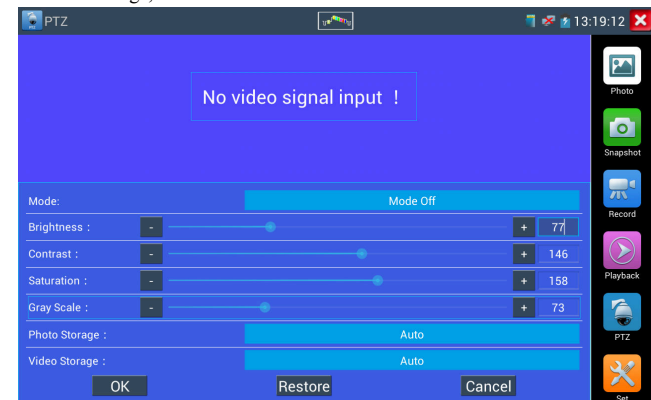 PTZ
13:19:12
No video signal input !
Photo
Snapshot
Record
Playback
PTZ
Set
Mode: Mode Off
Brightness : - + 77
Contrast : - + 146
Saturation : - + 158
Gray Scale : - + 73
Photo Storage : Auto
Video Storage : Auto
OK Restore Cancel